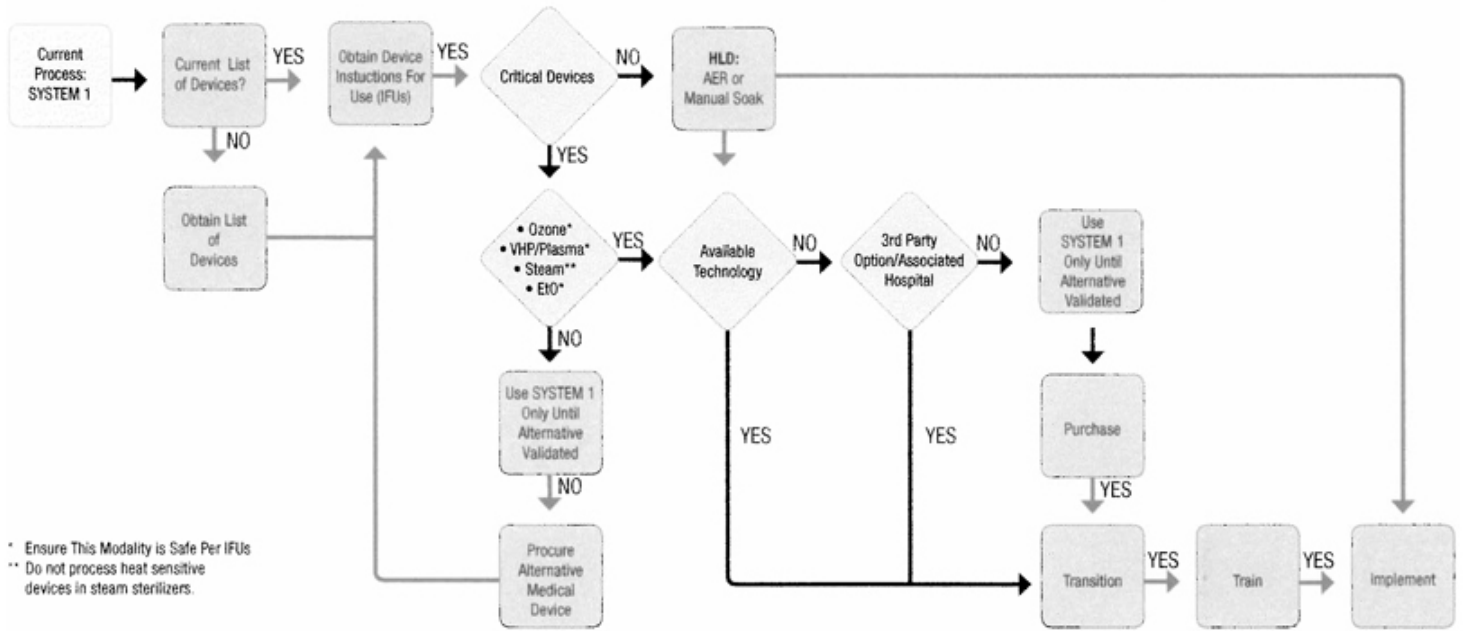 Current
Process:
SYSTEM 1
Current List
of Devices?
YES
NO
Obtain List
of
Devices
Obtain Device
Instuctions For
Use (IFUs)
YES
Critical Devices
NO
YES
HLD:
AER or
Manual Soak
• Ozone*
• VHP/Plasma*
• Steam**
• EtO*
YES
NO
Available
Technology
NO
YES
3rd Party
Option/Associated
Hospital
NO
YES
Use
SYSTEM 1
Only Until
Alternative
Validated
Purchase
YES
Use SYSTEM 1
Only Until
Alternative
Validated
NO
Procure
Alternative
Medical
Device
Transition
YES
Train
YES
Implement
* Ensure This Modality is Safe Per IFUs
** Do not process heat sensitive
devices in steam sterilizers.